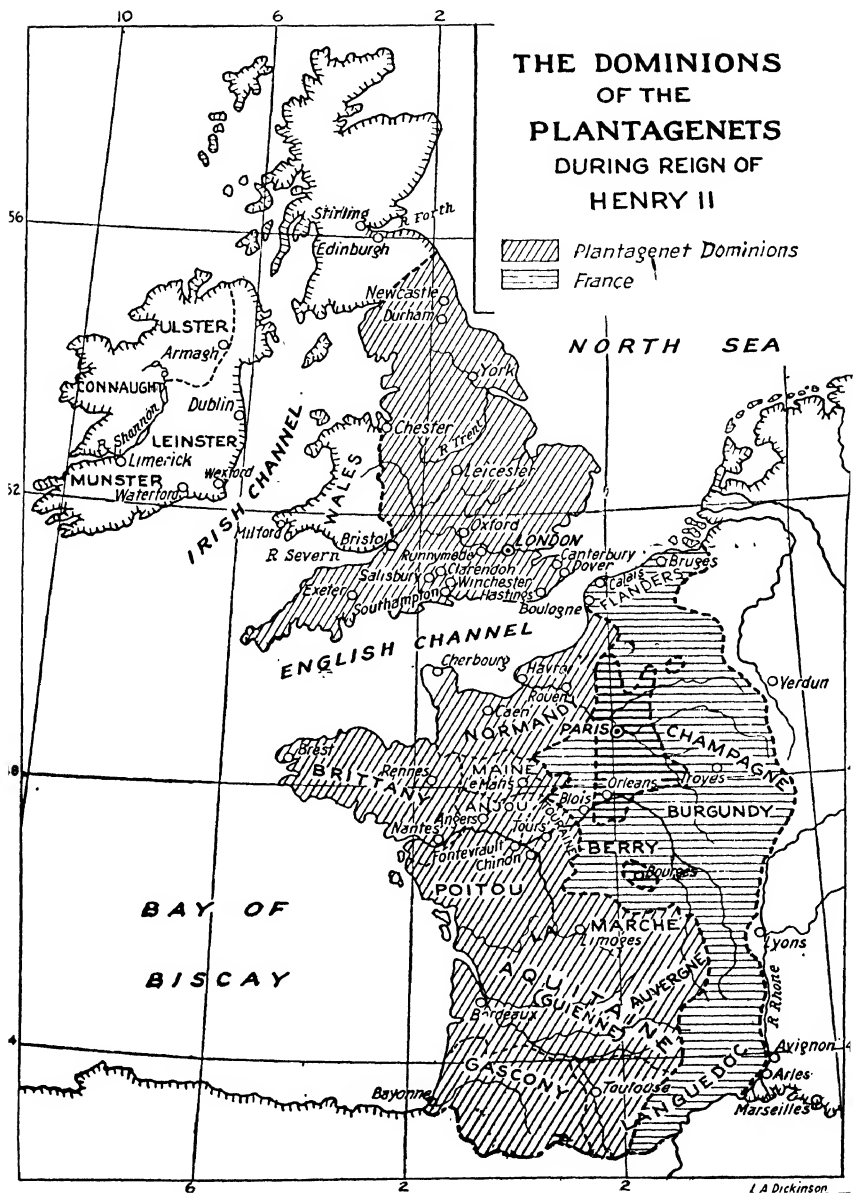 10 6 2
THE DOMINIONS
OF THE
PLANTAGENETS
DURING REIGN OF
HENRY II
Plantagenet Dominions
France
56
Stirling
R Forth
Edinburgh
Newcastle
Durham
NORTH SEA
ULSTER
Armagh
York
CONNAUGHT
Dublin
R Shannon
LEINSTER
Chester
R Trent
Limerick
Leicester
MUNSTER
Wexford
Waterford
WALES
IRISH CHANNEL
Milford
Oxford
Bristol
R Severn
Runnymede
LONDON
Canterbury
Dover
Bruges
Clarendon
Salisbury
Winchester
Calais
FLANDERS
Exeter
Southampton
Hastings
Boulogne
ENGLISH CHANNEL
Cherbourg
Havre
Rouen
Verdun
Caen
NORMANDY
PARIS
CHAMPAGNE
Brest
BRITTANY
Rennes
MAINE
Le Mans
Orleans
Troyes
ANJOU
Blois
BURGUNDY
Angers
TOURAINE
Nantes
Tours
BERRY
Fontevrault
Chinon
Bourges
POITOU
BAY OF
BISCAY
LA MARCHE
Limoges
Lyons
AQUITAINE
AUVERGNE
GUIENNE
R Rhone
Bordeaux
4
Avignon
4
GASCONY
LANGUEDOC
Arles
Bayonne
Toulouse
Marseilles
6 2 2
L A Dickinson